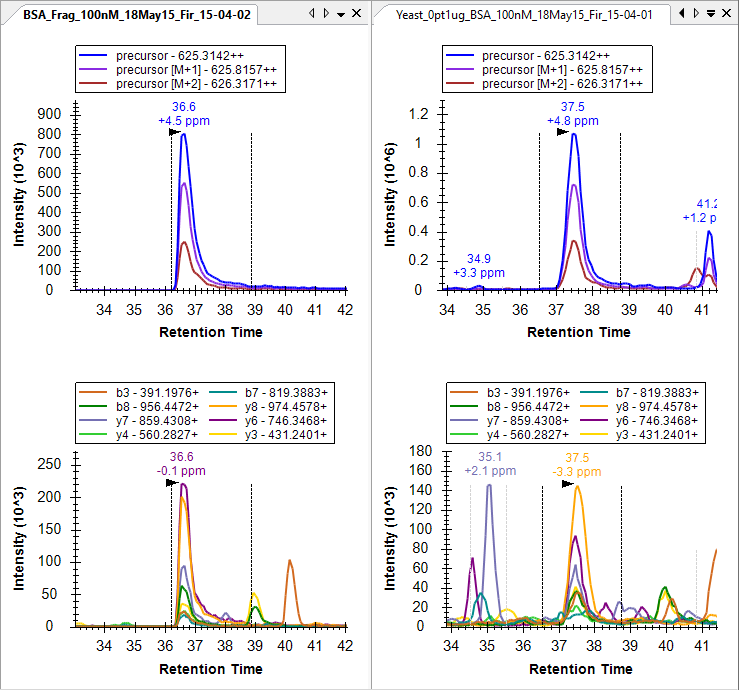 BSA_Frag_100nM_18May15_Fir_15-04-02
precursor - 625.3142++
precursor [M+1] - 625.8157++
precursor [M+2] - 626.3171++
36.6
+4.5 ppm
Intensity (10^3)
900
800
700
600
500
400
300
200
100
0
34 35 36 37 38 39 40 41 42
Retention Time
b3 - 391.1976+ b7 - 819.3883+
b8 - 956.4472+ y8 - 974.4578+
y7 - 859.4308+ y6 - 746.3468+
y4 - 560.2827+ y3 - 431.2401+
36.6
-0.1 ppm
Intensity (10^3)
250
200
150
100
50
0
34 35 36 37 38 39 40 41 42
Retention Time
Yeast_0pt1ug_BSA_100nM_18May15_Fir_15-04-01
precursor - 625.3142++
precursor [M+1] - 625.8157++
precursor [M+2] - 626.3171++
37.5
+4.8 ppm
41.2
+1.2 p
34.9
+3.3 ppm
Intensity (10^6)
1.2
1
0.8
0.6
0.4
0.2
0
34 35 36 37 38 39 40 41
Retention Time
b3 - 391.1976+ b7 - 819.3883+
b8 - 956.4472+ y8 - 974.4578+
y7 - 859.4308+ y6 - 746.3468+
y4 - 560.2827+ y3 - 431.2401+
35.1
+2.1 ppm
37.5
-3.3 ppm
Intensity (10^3)
180
160
140
120
100
80
60
40
20
0
34 35 36 37 38 39 40 41
Retention Time